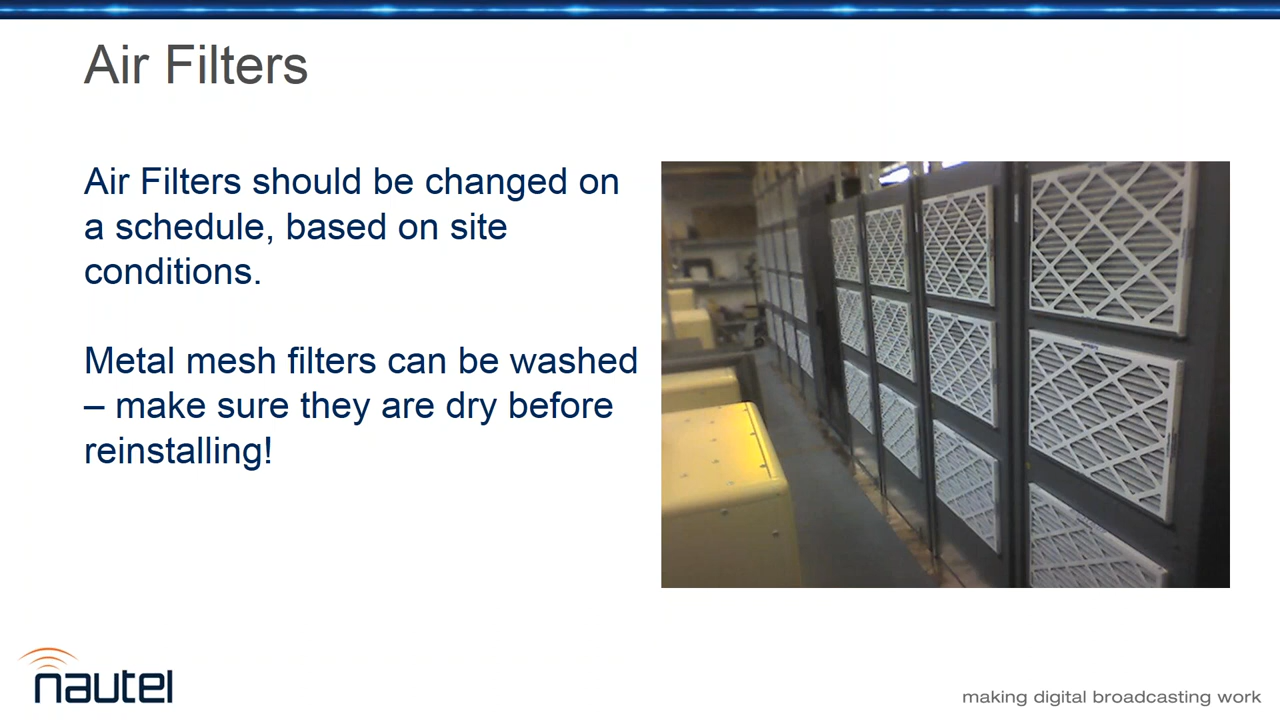 Air Filters
Air Filters should be changed on
a schedule, based on site
conditions.
Metal mesh filters can be washed
– make sure they are dry before
reinstalling!
nautel
making digital broadcasting work